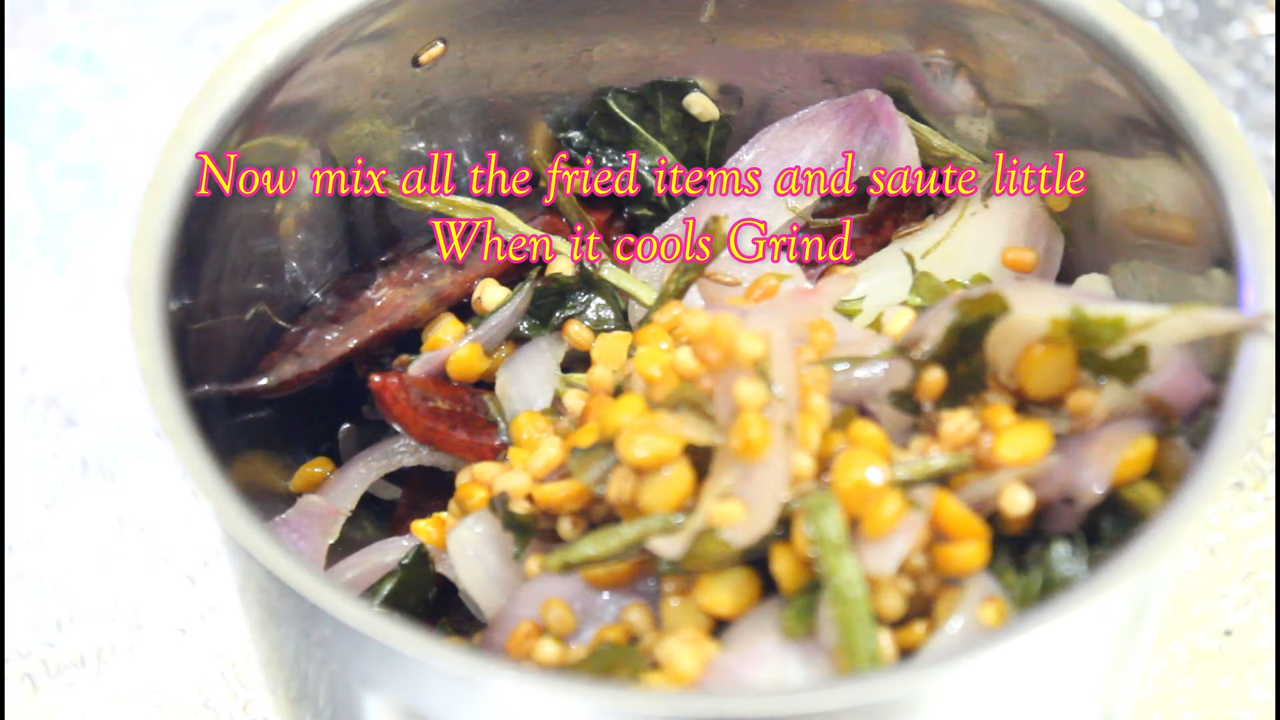 Now mix all the fried items and saute little
When it cools Grind